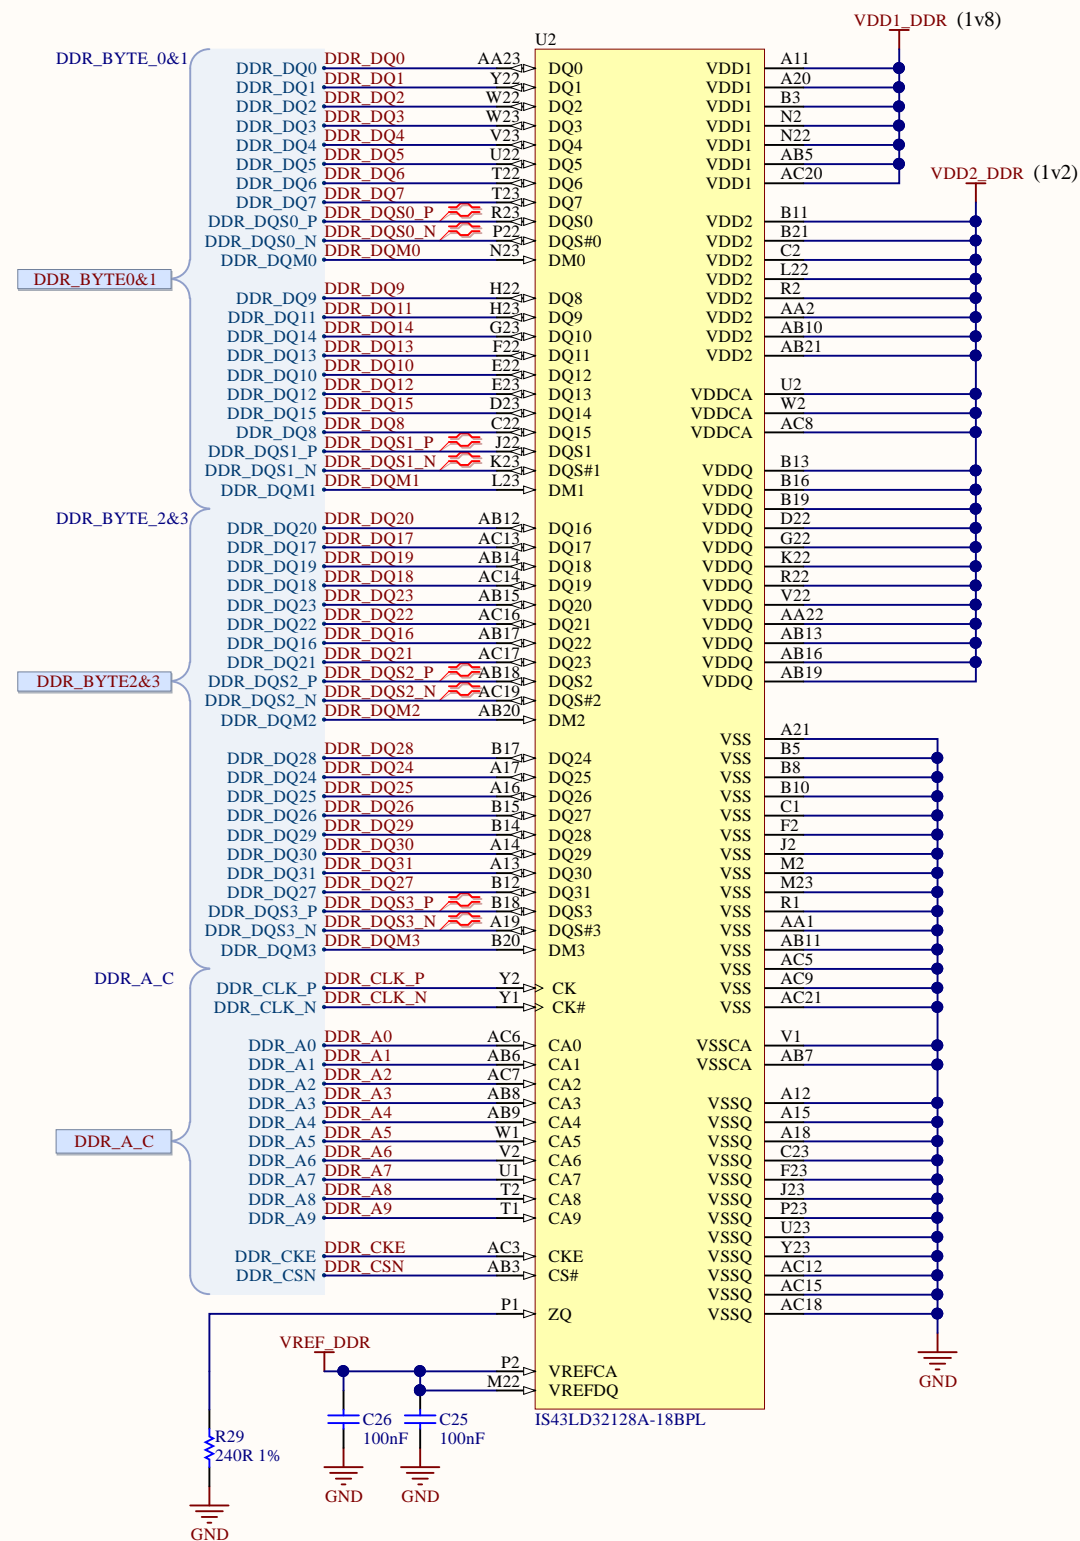 VDD1_DDR (1v8)
U2
DDR_BYTE_0&1
DDR_DQ0 DDR_DQ0 AA23 DQ0 VDD1 A11
DDR_DQ1 DDR_DQ1 Y22 DQ1 VDD1 A20
DDR_DQ2 DDR_DQ2 W22 DQ2 VDD1 B3
DDR_DQ3 DDR_DQ3 W23 DQ3 VDD1 N2
DDR_DQ4 DDR_DQ4 V23 DQ4 VDD1 N22
DDR_DQ5 DDR_DQ5 U22 DQ5 VDD1 AB5
DDR_DQ6 DDR_DQ6 T22 DQ6 VDD1 AC20
VDD2_DDR (1v2)
DDR_DQ7 DDR_DQ7 T23 DQ7
DDR_DQS0_P DDR_DQS0_P R23 DQS0 VDD2 B11
DDR_DQS0_N DDR_DQS0_N P22 DQS#0 VDD2 B21
DDR_DQM0 DDR_DQM0 N23 DM0 VDD2 C2
DDR_BYTE0&1 VDD2 L22
DDR_DQ9 DDR_DQ9 H22 DQ8 VDD2 R2
DDR_DQ11 DDR_DQ11 H23 DQ9 VDD2 AA2
DDR_DQ14 DDR_DQ14 G23 DQ10 VDD2 AB10
DDR_DQ13 DDR_DQ13 F22 DQ11 VDD2 AB21
DDR_DQ10 DDR_DQ10 E22 DQ12
DDR_DQ12 DDR_DQ12 E23 DQ13 VDDCA U2
DDR_DQ15 DDR_DQ15 D23 DQ14 VDDCA W2
DDR_DQ8 DDR_DQ8 C22 DQ15 VDDCA AC8
DDR_DQS1_P DDR_DQS1_P J22 DQS1
DDR_DQS1_N DDR_DQS1_N K23 DQS#1 VDDQ B13
DDR_DQM1 DDR_DQM1 L23 DM1 VDDQ B16
VDDQ B19
DDR_BYTE_2&3
DDR_DQ20 DDR_DQ20 AB12 DQ16 VDDQ D22
DDR_DQ17 DDR_DQ17 AC13 DQ17 VDDQ G22
DDR_DQ19 DDR_DQ19 AB14 DQ18 VDDQ K22
DDR_DQ18 DDR_DQ18 AC14 DQ19 VDDQ R22
DDR_DQ23 DDR_DQ23 AB15 DQ20 VDDQ V22
DDR_DQ22 DDR_DQ22 AC16 DQ21 VDDQ AA22
DDR_DQ16 DDR_DQ16 AB17 DQ22 VDDQ AB13
DDR_DQ21 DDR_DQ21 AC17 DQ23 VDDQ AB16
DDR_BYTE2&3 DDR_DQS2_P DDR_DQS2_P AB18 DQS2 VDDQ AB19
DDR_DQS2_N DDR_DQS2_N AC19 DQS#2
DDR_DQM2 DDR_DQM2 AB20 DM2
VSS A21
DDR_DQ28 DDR_DQ28 B17 DQ24 VSS B5
DDR_DQ24 DDR_DQ24 A17 DQ25 VSS B8
DDR_DQ25 DDR_DQ25 A16 DQ26 VSS B10
DDR_DQ26 DDR_DQ26 B15 DQ27 VSS C1
DDR_DQ29 DDR_DQ29 B14 DQ28 VSS F2
DDR_DQ30 DDR_DQ30 A14 DQ29 VSS J2
DDR_DQ31 DDR_DQ31 A13 DQ30 VSS M2
DDR_DQ27 DDR_DQ27 B12 DQ31 VSS M23
DDR_DQS3_P DDR_DQS3_P B18 DQS3 VSS R1
DDR_DQS3_N DDR_DQS3_N A19 DQS#3 VSS AA1
DDR_DQM3 DDR_DQM3 B20 DM3 VSS AB11
VSS AC5
DDR_A_C
DDR_CLK_P DDR_CLK_P Y2 CK VSS AC9
DDR_CLK_N DDR_CLK_N Y1 CK# VSS AC21
DDR_A0 DDR_A0 AC6 CA0 VSSCA V1
DDR_A1 DDR_A1 AB6 CA1 VSSCA AB7
DDR_A2 DDR_A2 AC7 CA2
DDR_A3 DDR_A3 AB8 CA3 VSSQ A12
DDR_A4 DDR_A4 AB9 CA4 VSSQ A15
DDR_A_C DDR_A5 DDR_A5 W1 CA5 VSSQ A18
DDR_A6 DDR_A6 V2 CA6 VSSQ C23
DDR_A7 DDR_A7 U1 CA7 VSSQ F23
DDR_A8 DDR_A8 T2 CA8 VSSQ J23
DDR_A9 DDR_A9 T1 CA9 VSSQ P23
VSSQ U23
DDR_CKE DDR_CKE AC3 CKE VSSQ Y23
DDR_CSN DDR_CSN AB3 CS# VSSQ AC12
VSSQ AC15
P1 ZQ VSSQ AC18
VREF_DDR
P2 VREFCA
GND
M22 VREFDQ
IS43LD32128A-18BPL
C26 C25
100nF 100nF
R29
240R 1%
GND GND
GND